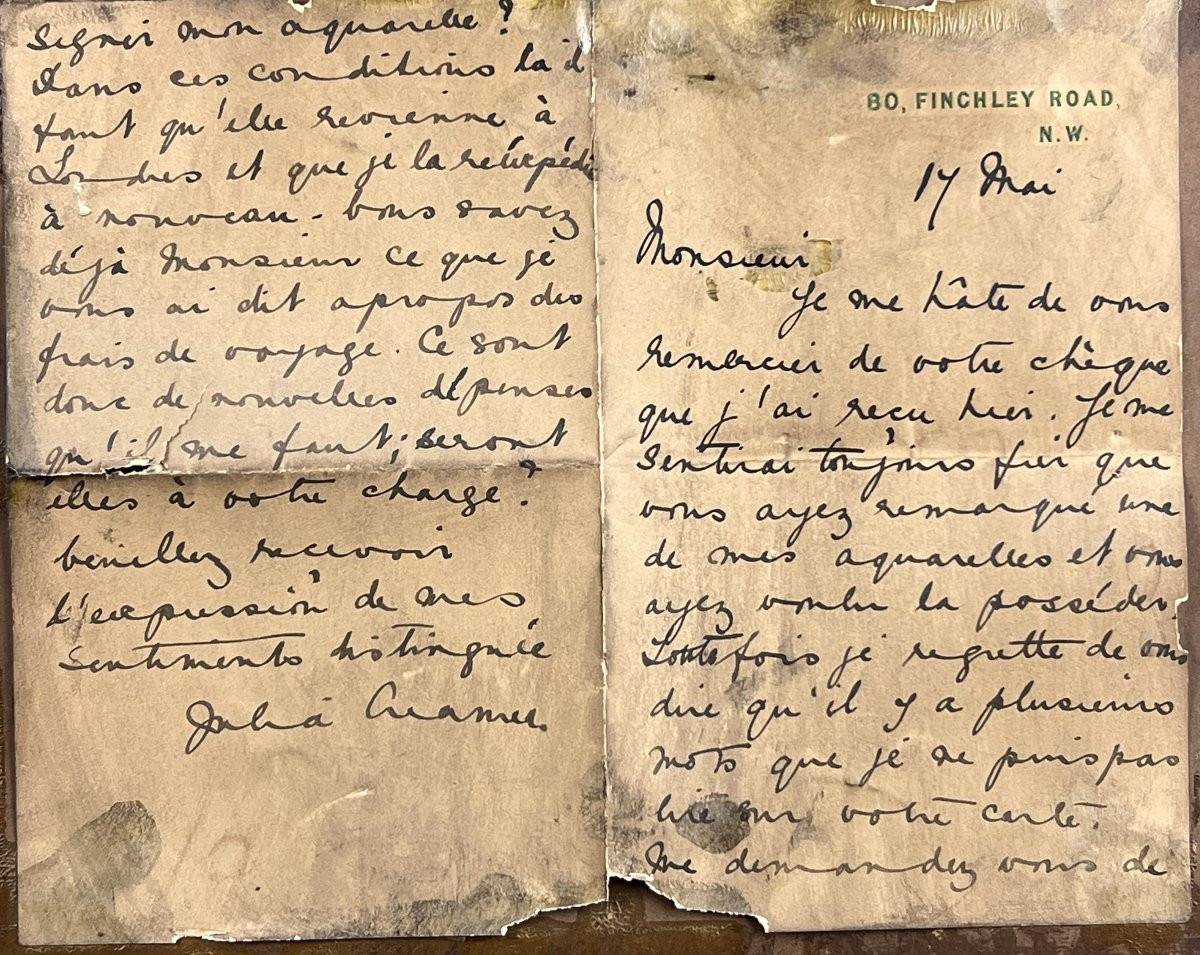 80, FINCHLEY ROAD,
N.W.
17 Mai
Monsieur
Je me hâte de vous
remercier de votre chèque
que j'ai reçu hier. Je me
sentirai toujours fier que
vous ayez remarqué une
de mes aquarelles et vous
ayez voulu la posséder.
Toutefois je regrette de vous
dire qu'il y a plusieurs
mots que je ne puis pas
lire sur votre carte.
Me demandez vous de
signer mon aquarelle?
Dans ces conditions la il
faut qu'elle revienne à
Londres et que je la réexpédie
à nouveau - vous savez
déjà Monsieur ce que je
vous ai dit apropos des
frais de voyage. Ce sont
donc de nouvelles dépenses
qu'il me faut; seront
elles à votre charge?
Veuillez recevoir
l'expression de mes
sentiments distinguée
Julia